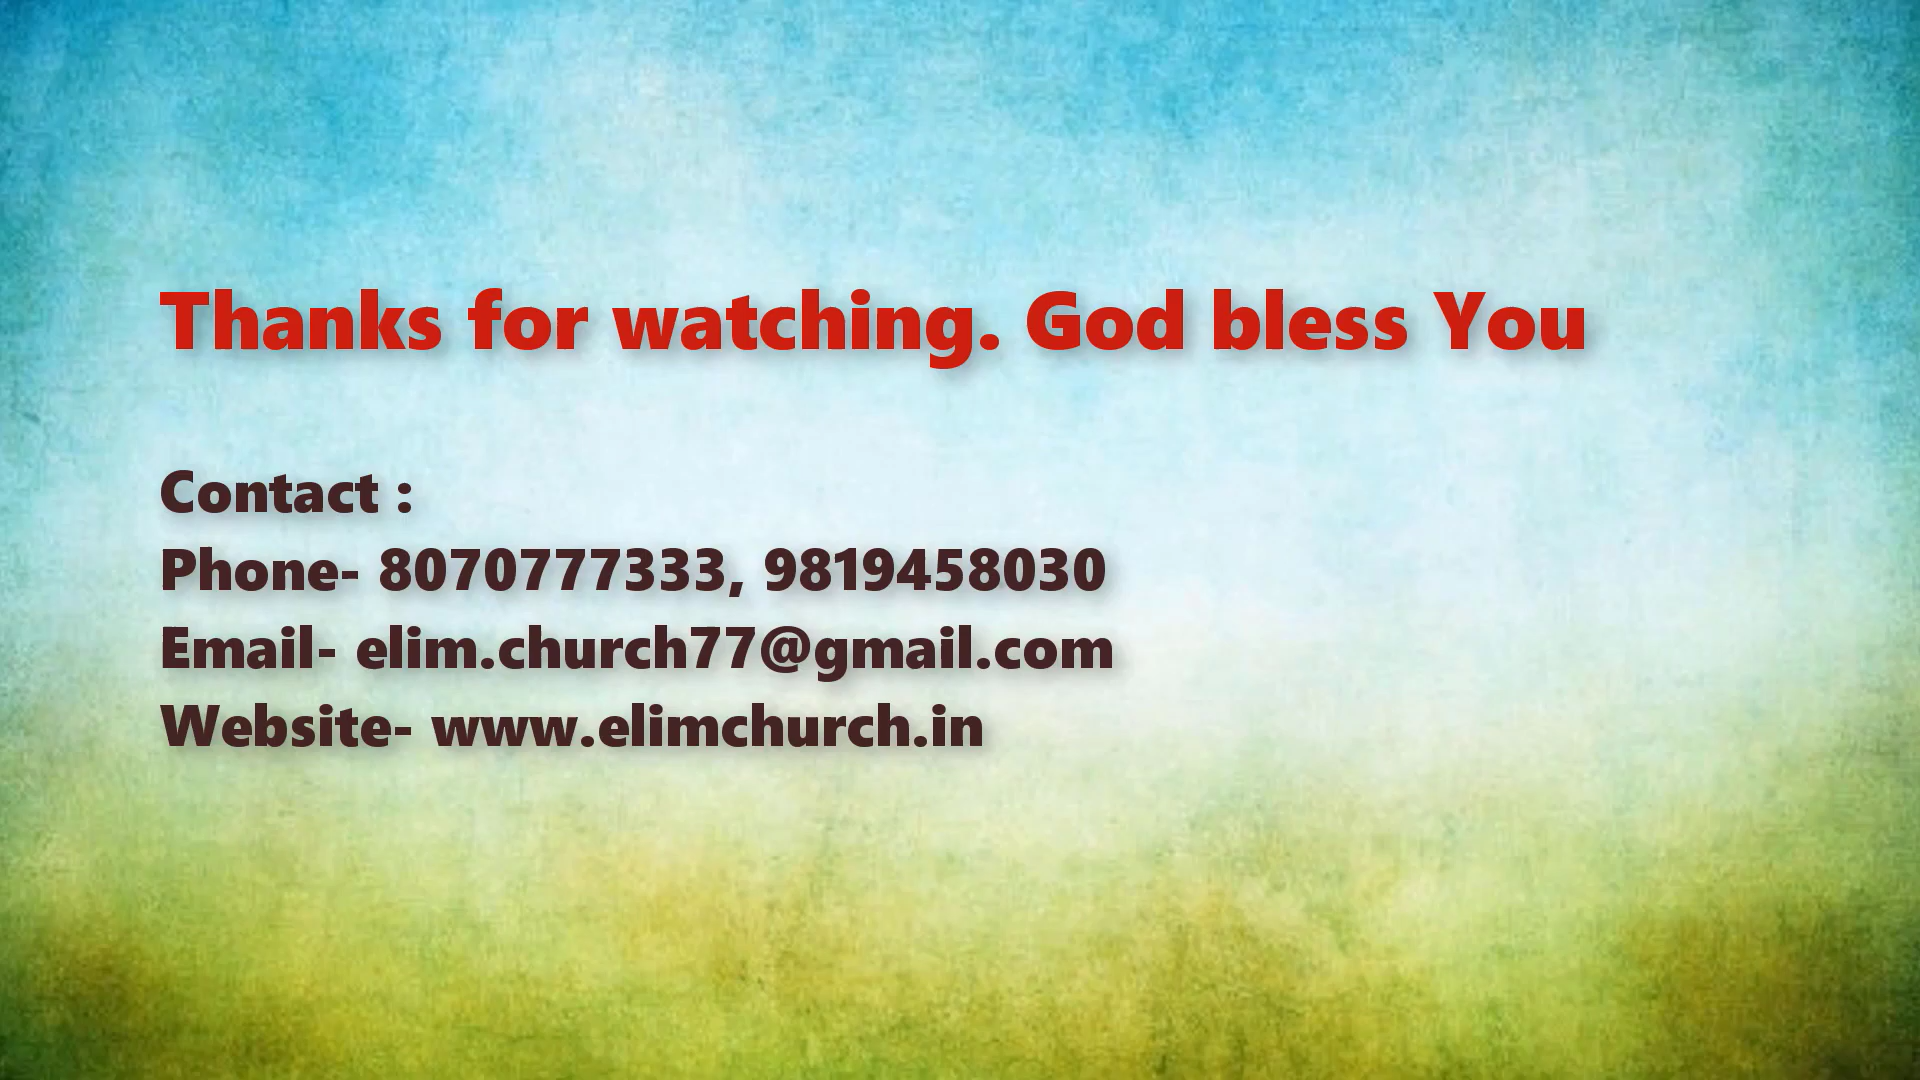 Thanks for watching. God bless You
Contact :
Phone- 8070777333, 9819458030
Email- elim.church77@gmail.com
Website- www.elimchurch.in